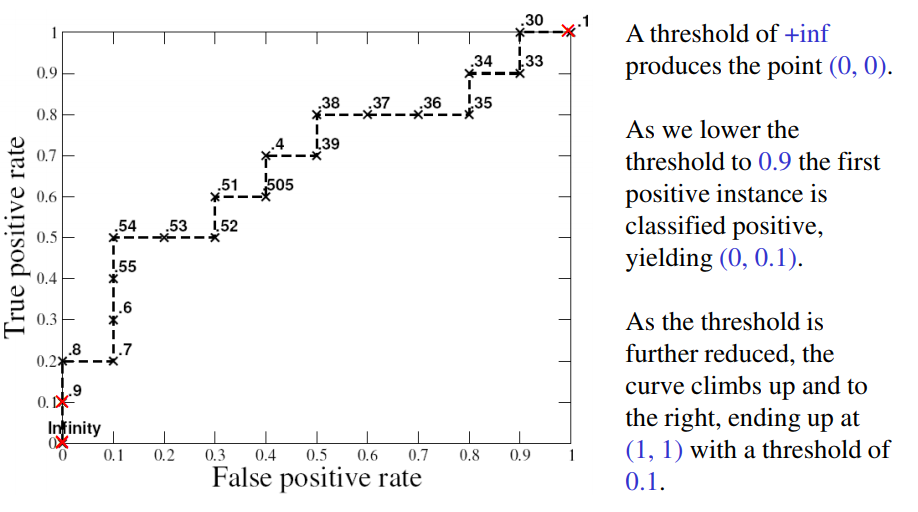 1
0.9
0.8
0.7
0.6
0.5
0.4
0.3
0.2
0.1
0
True positive rate
.30
.1
.34
.33
.38
.37
.36
.35
.4
.39
.51
.505
.54
.53
.52
.55
.6
.8
.7
.9
Infinity
0 0.1 0.2 0.3 0.4 0.5 0.6 0.7 0.8 0.9 1
False positive rate
A threshold of +inf
produces the point (0, 0).
As we lower the
threshold to 0.9 the first
positive instance is
classified positive,
yielding (0, 0.1).
As the threshold is
further reduced, the
curve climbs up and to
the right, ending up at
(1, 1) with a threshold of
0.1.